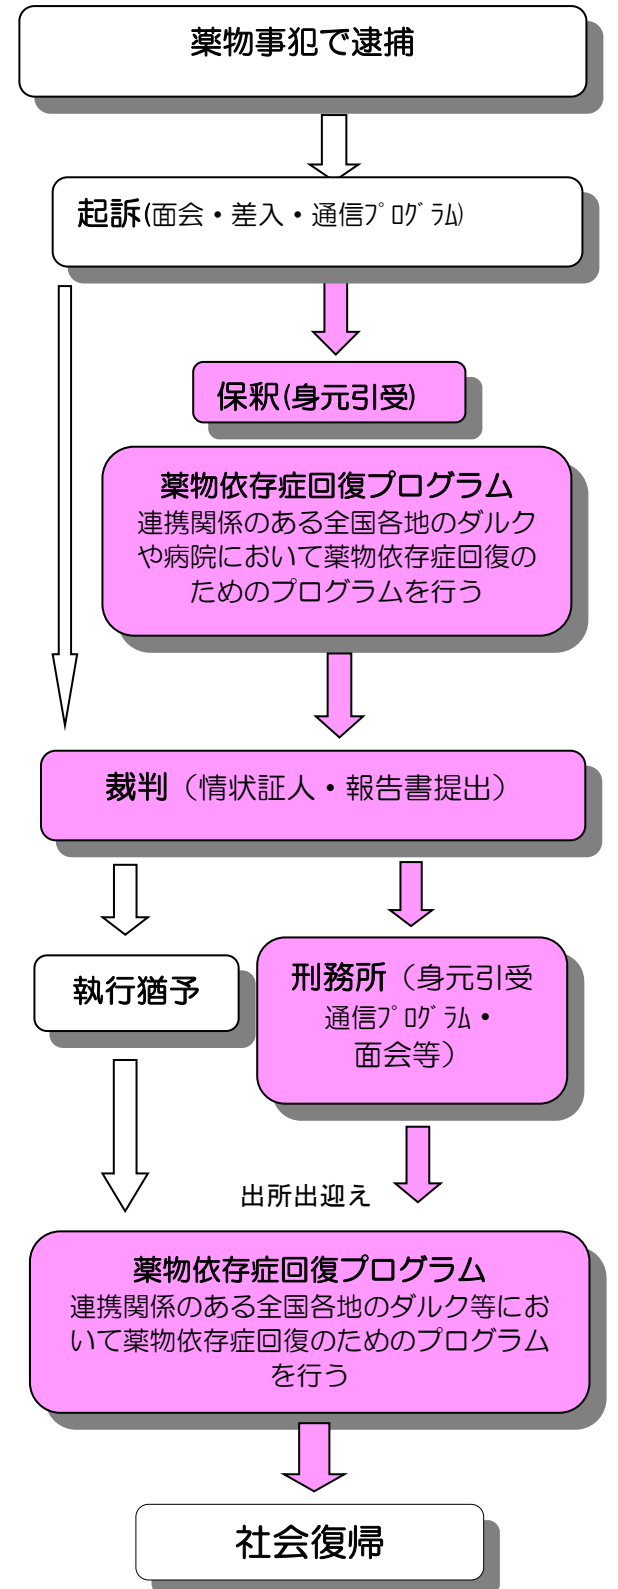 薬物事犯で逮捕
起訴(面会・差入・通信ﾌﾟﾛｸﾞﾗﾑ)
保釈(身元引受)
薬物依存症回復プログラム
連携関係のある全国各地のダルク
や病院において薬物依存症回復の
ためのプログラムを行う
裁判（情状証人・報告書提出）
執行猶予
刑務所（身元引受
通信ﾌﾟﾛｸﾞﾗﾑ・
面会等）
出所出迎え
薬物依存症回復プログラム
連携関係のある全国各地のダルク等にお
いて薬物依存症回復のためのプログラム
を行う
社会復帰